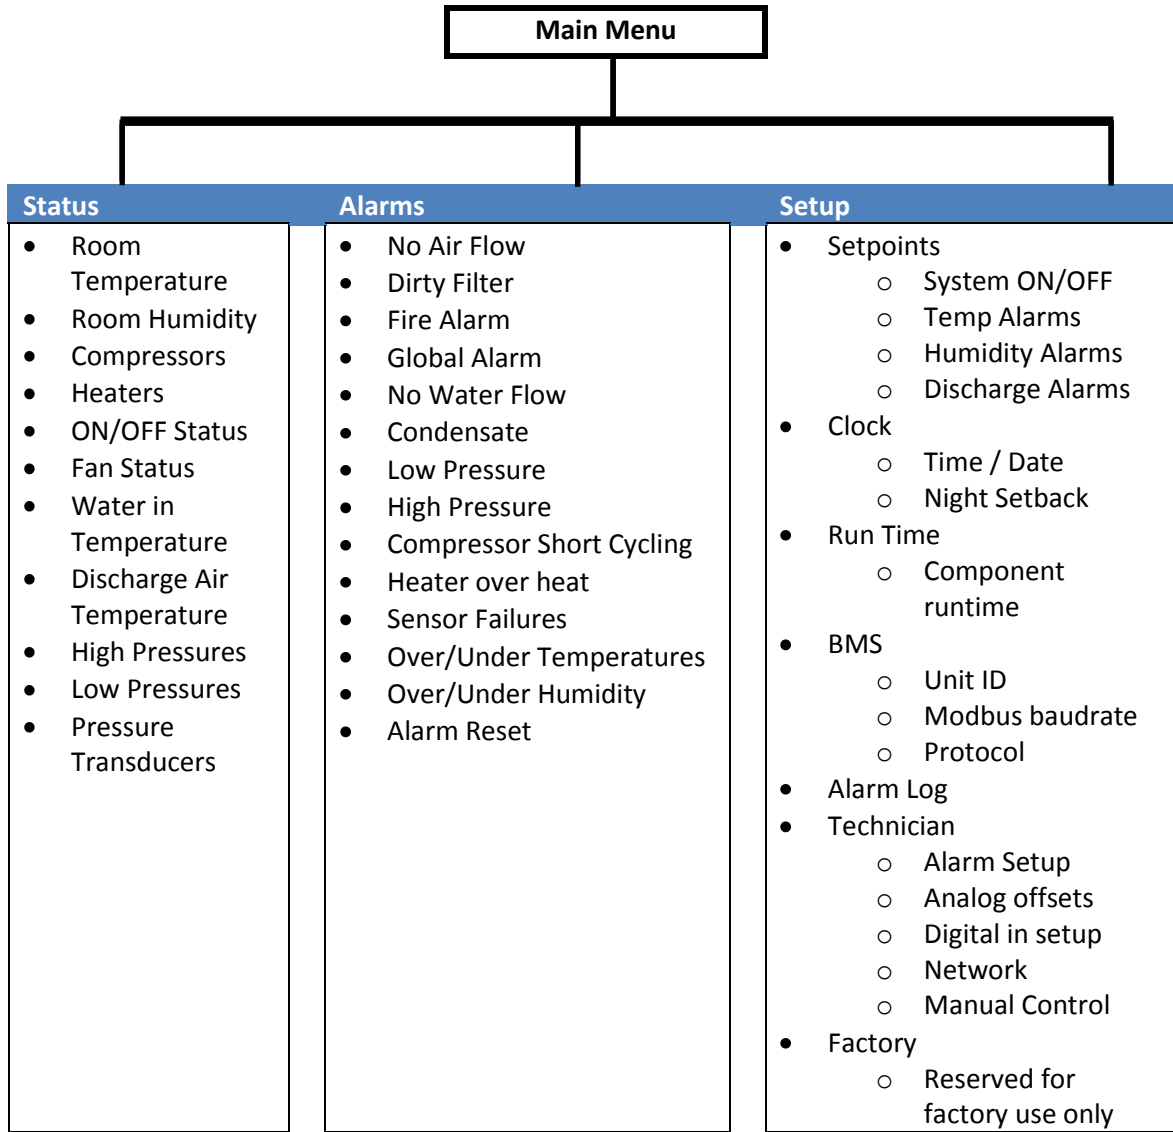 Main Menu
Status
Room
Temperature
Room Humidity
Compressors
Heaters
ON/OFF Status
Fan Status
Water in
Temperature
Discharge Air
Temperature
High Pressures
Low Pressures
Pressure
Transducers
Alarms
No Air Flow
Dirty Filter
Fire Alarm
Global Alarm
No Water Flow
Condensate
Low Pressure
High Pressure
Compressor Short Cycling
Heater over heat
Sensor Failures
Over/Under Temperatures
Over/Under Humidity
Alarm Reset
Setup
Setpoints
System ON/OFF
Temp Alarms
Humidity Alarms
Discharge Alarms
Clock
Time / Date
Night Setback
Run Time
Component
runtime
BMS
Unit ID
Modbus baudrate
Protocol
Alarm Log
Technician
Alarm Setup
Analog offsets
Digital in setup
Network
Manual Control
Factory
Reserved for
factory use only